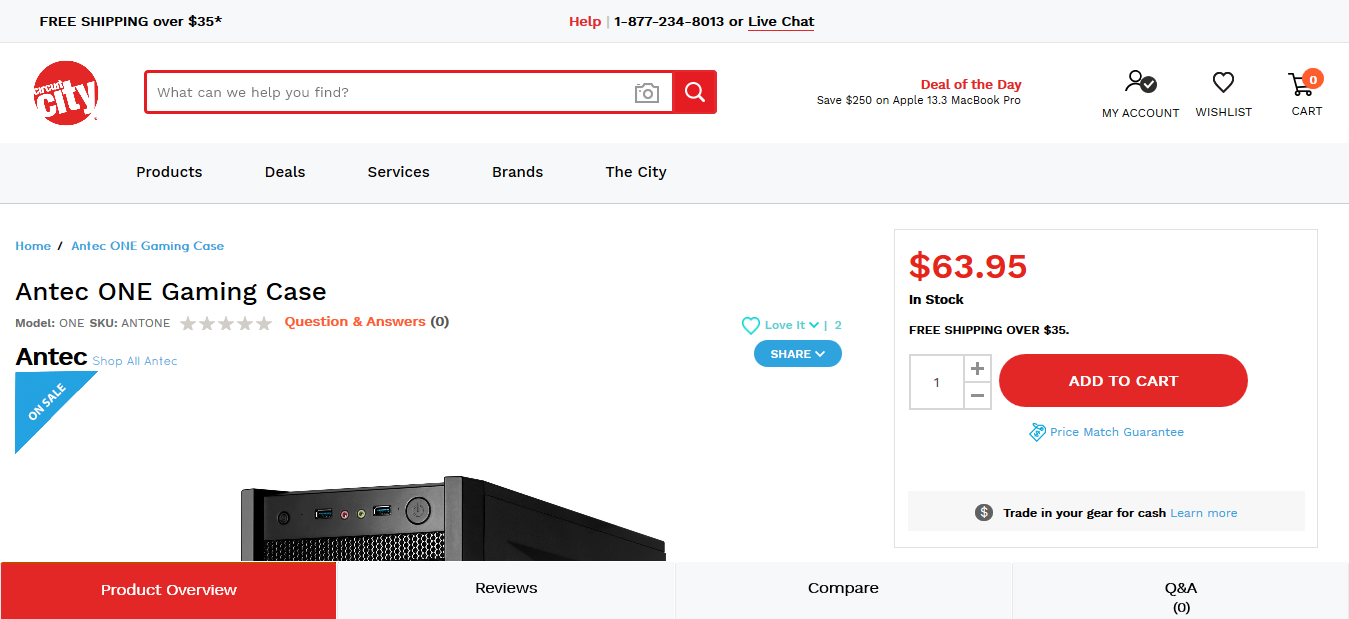 FREE SHIPPING over $35*
Help | 1-877-234-8013 or Live Chat
circuit
city
What can we help you find?
Deal of the Day
Save $250 on Apple 13.3 MacBook Pro
MY ACCOUNT
WISHLIST
0
CART
Products
Deals
Services
Brands
The City
Home / Antec ONE Gaming Case
Antec ONE Gaming Case
Model: ONE SKU: ANTONE
Question & Answers (0)
Love It | 2
Antec Shop All Antec
SHARE
ON SALE
$63.95
In Stock
FREE SHIPPING OVER $35.
1
+
−
ADD TO CART
Price Match Guarantee
$ Trade in your gear for cash Learn more
Product Overview
Reviews
Compare
Q&A
(0)